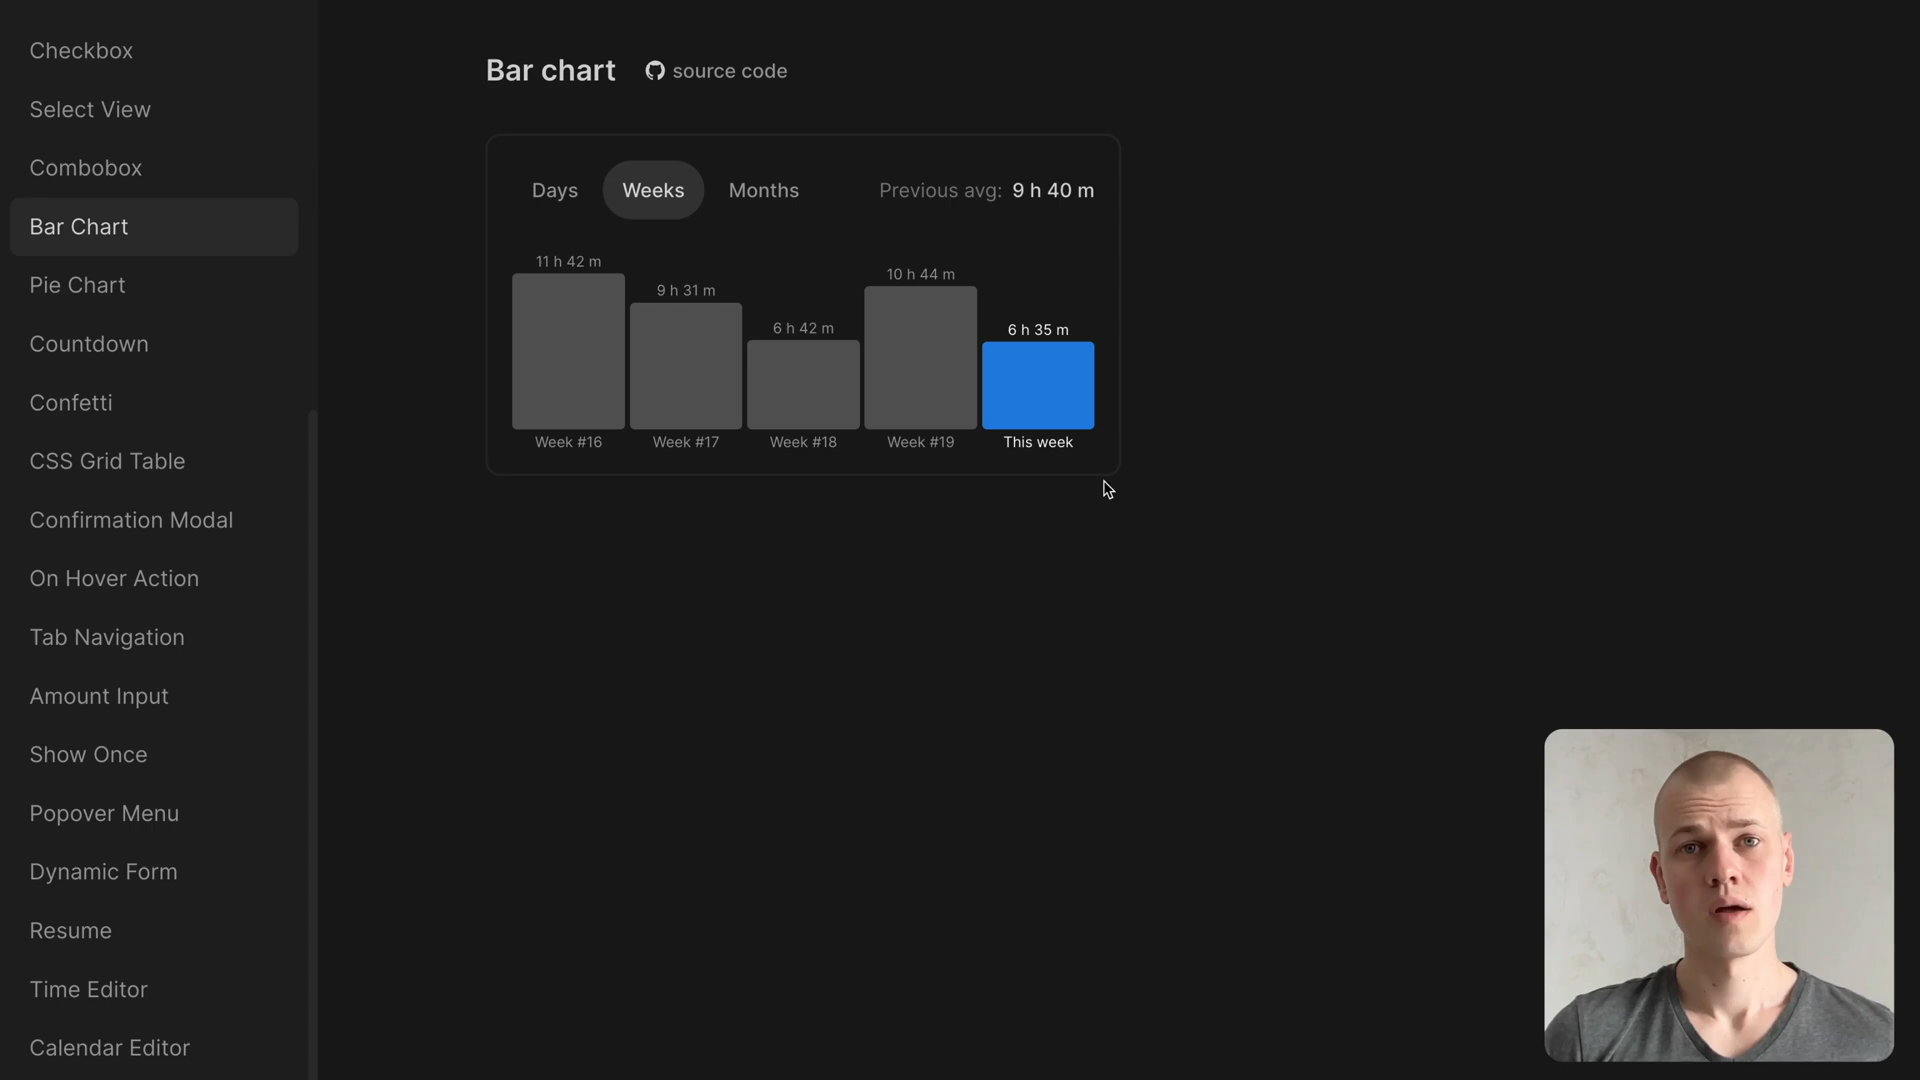 Checkbox
Select View
Combobox
Bar Chart
Pie Chart
Countdown
Confetti
CSS Grid Table
Confirmation Modal
On Hover Action
Tab Navigation
Amount Input
Show Once
Popover Menu
Dynamic Form
Resume
Time Editor
Calendar Editor
Bar chart source code
Days Weeks Months Previous avg: 9 h 40 m
11 h 42 m 9 h 31 m 6 h 42 m 10 h 44 m 6 h 35 m
Week #16 Week #17 Week #18 Week #19 This week